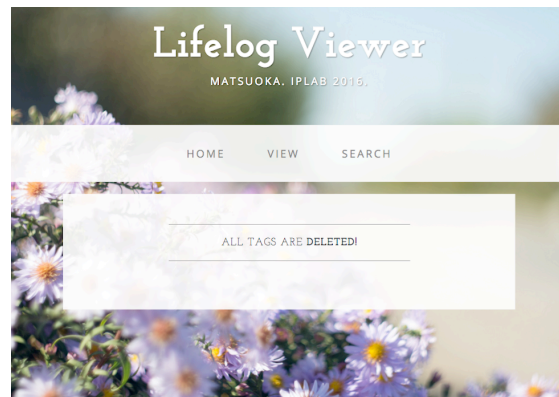 Lifelog Viewer
MATSUOKA. IPLAB 2016.
HOME VIEW SEARCH
ALL TAGS ARE DELETED!